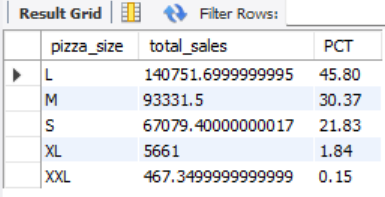 Result Grid Filter Rows:
pizza_size total_sales PCT
L 140751.6999999995 45.80
M 93331.5 30.37
S 67079.40000000017 21.83
XL 5661 1.84
XXL 467.3499999999999 0.15